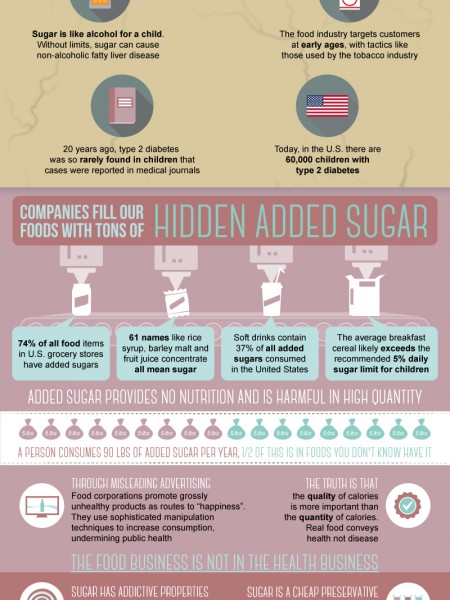 Sugar is like alcohol for a child.
Without limits, sugar can cause
non-alcoholic fatty liver disease
The food industry targets customers
at early ages, with tactics like
those used by the tobacco industry
20 years ago, type 2 diabetes
was so rarely found in children that
cases were reported in medical journals
Today, in the U.S. there are
60,000 children with
type 2 diabetes
COMPANIES FILL OUR
FOODS WITH TONS OF
HIDDEN ADDED SUGAR
74% of all food items
in U.S. grocery stores
have added sugars
61 names like rice
syrup, barley malt and
fruit juice concentrate
all mean sugar
Soft drinks contain
37% of all added
sugars consumed
in the United States
The average breakfast
cereal likely exceeds the
recommended 5% daily
sugar limit for children
ADDED SUGAR PROVIDES NO NUTRITION AND IS HARMFUL IN HIGH QUANTITY
5 lbs 5 lbs 5 lbs 5 lbs 5 lbs 5 lbs 5 lbs 5 lbs 5 lbs 5 lbs 5 lbs 5 lbs 5 lbs 5 lbs 5 lbs 5 lbs 5 lbs 5 lbs
A PERSON CONSUMES 90 LBS OF ADDED SUGAR PER YEAR, 1/2 OF THIS IS IN FOODS YOU DON'T KNOW HAVE IT
THROUGH MISLEADING ADVERTISING
Food corporations promote grossly
unhealthy products as routes to "happiness".
They use sophisticated manipulation
techniques to increase consumption,
undermining public health
THE TRUTH IS THAT
the quality of calories
is more important than
the quantity of calories.
Real food conveys
health not disease
THE FOOD BUSINESS IS NOT IN THE HEALTH BUSINESS
SUGAR HAS ADDICTIVE PROPERTIES
SUGAR IS A CHEAP PRESERVATIVE